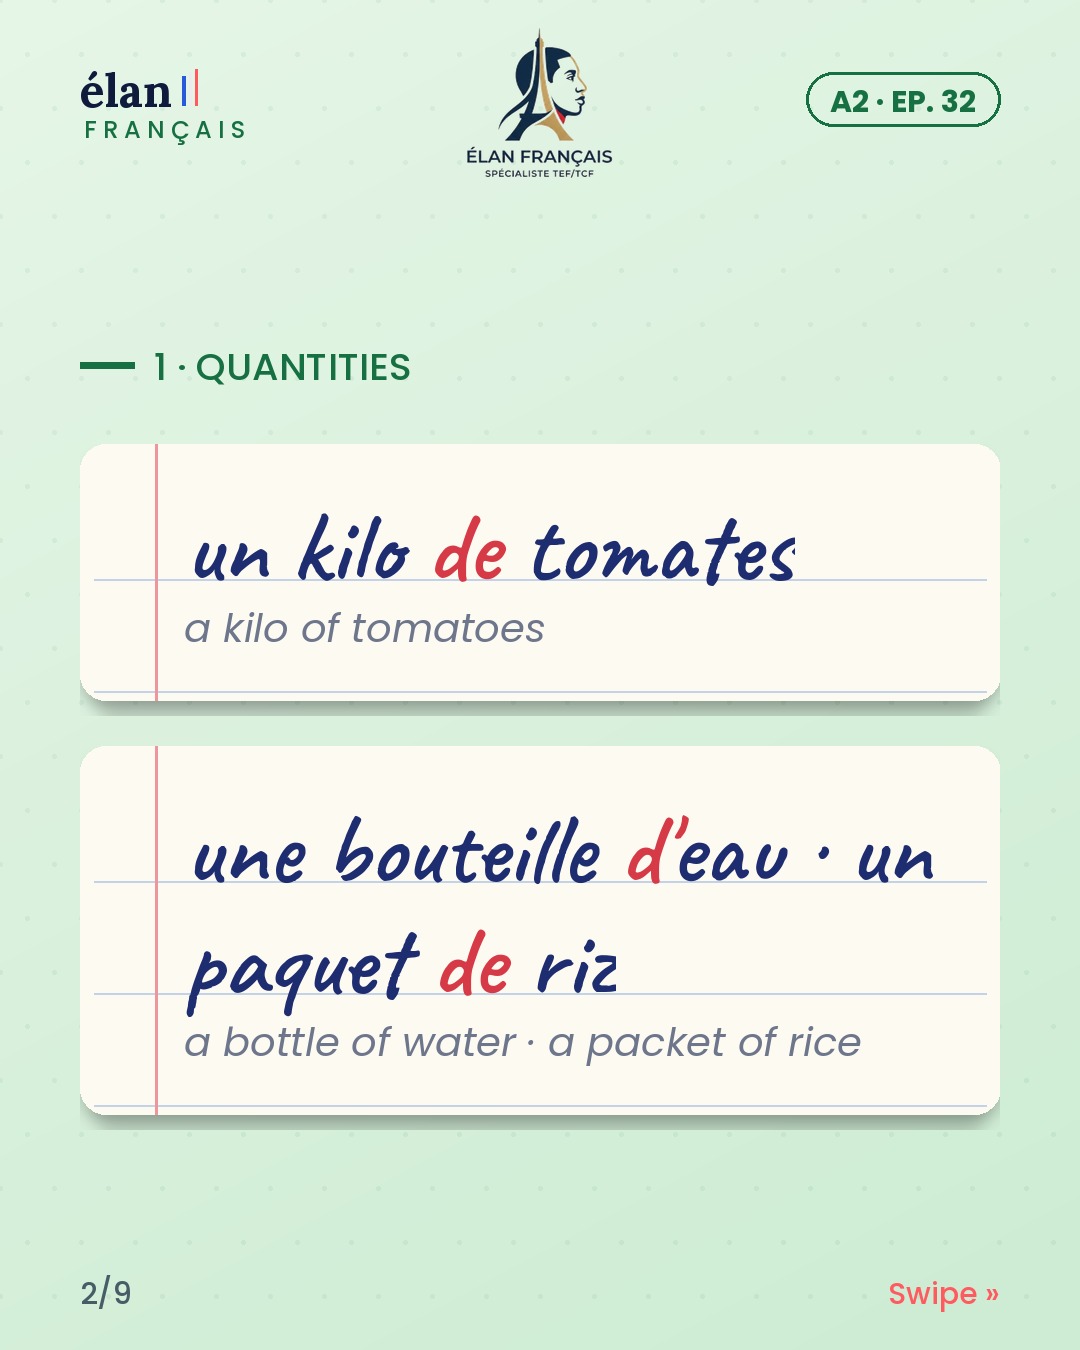 élan
FRANÇAIS
ÉLAN FRANÇAIS
SPÉCIALISTE TEF/TCF
A2 · EP. 32
1 · QUANTITIES
un kilo de tomates
a kilo of tomatoes
une bouteille d'eau · un
paquet de riz
a bottle of water · a packet of rice
2/9
Swipe »